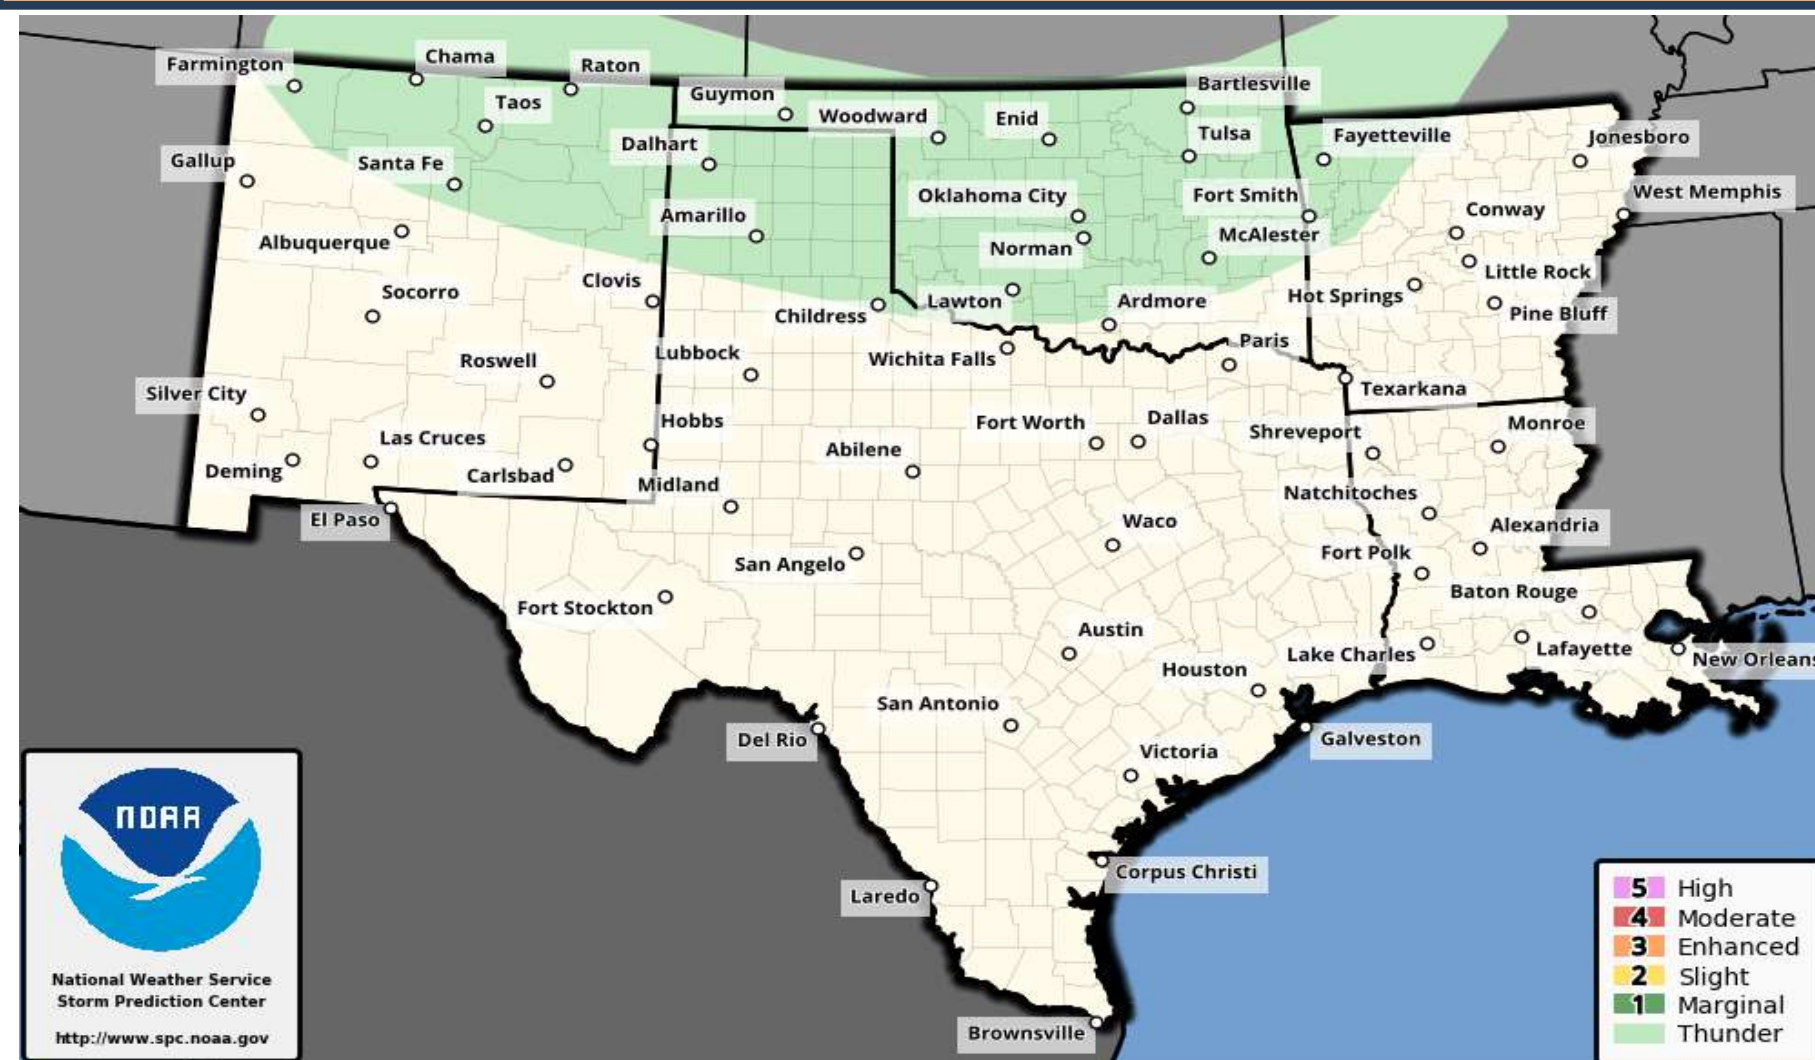 Farmington
Chama
Raton
Taos
Guymon
Woodward
Enid
Bartlesville
Tulsa
Fayetteville
Jonesboro
Gallup
Santa Fe
Dalhart
Oklahoma City
Fort Smith
West Memphis
Conway
Amarillo
Albuquerque
Norman
McAlester
Little Rock
Socorro
Clovis
Childress
Lawton
Ardmore
Hot Springs
Pine Bluff
Roswell
Lubbock
Wichita Falls
Paris
Texarkana
Silver City
Hobbs
Fort Worth
Dallas
Shreveport
Monroe
Las Cruces
Deming
Carlsbad
Midland
Abilene
Natchitoches
El Paso
Waco
Alexandria
San Angelo
Fort Polk
Fort Stockton
Baton Rouge
Austin
Houston
Lake Charles
Lafayette
New Orleans
San Antonio
Del Rio
Galveston
Victoria
Corpus Christi
Laredo
Brownsville
NOAA
National Weather Service
Storm Prediction Center
http://www.spc.noaa.gov
5 High
4 Moderate
3 Enhanced
2 Slight
1 Marginal
Thunder